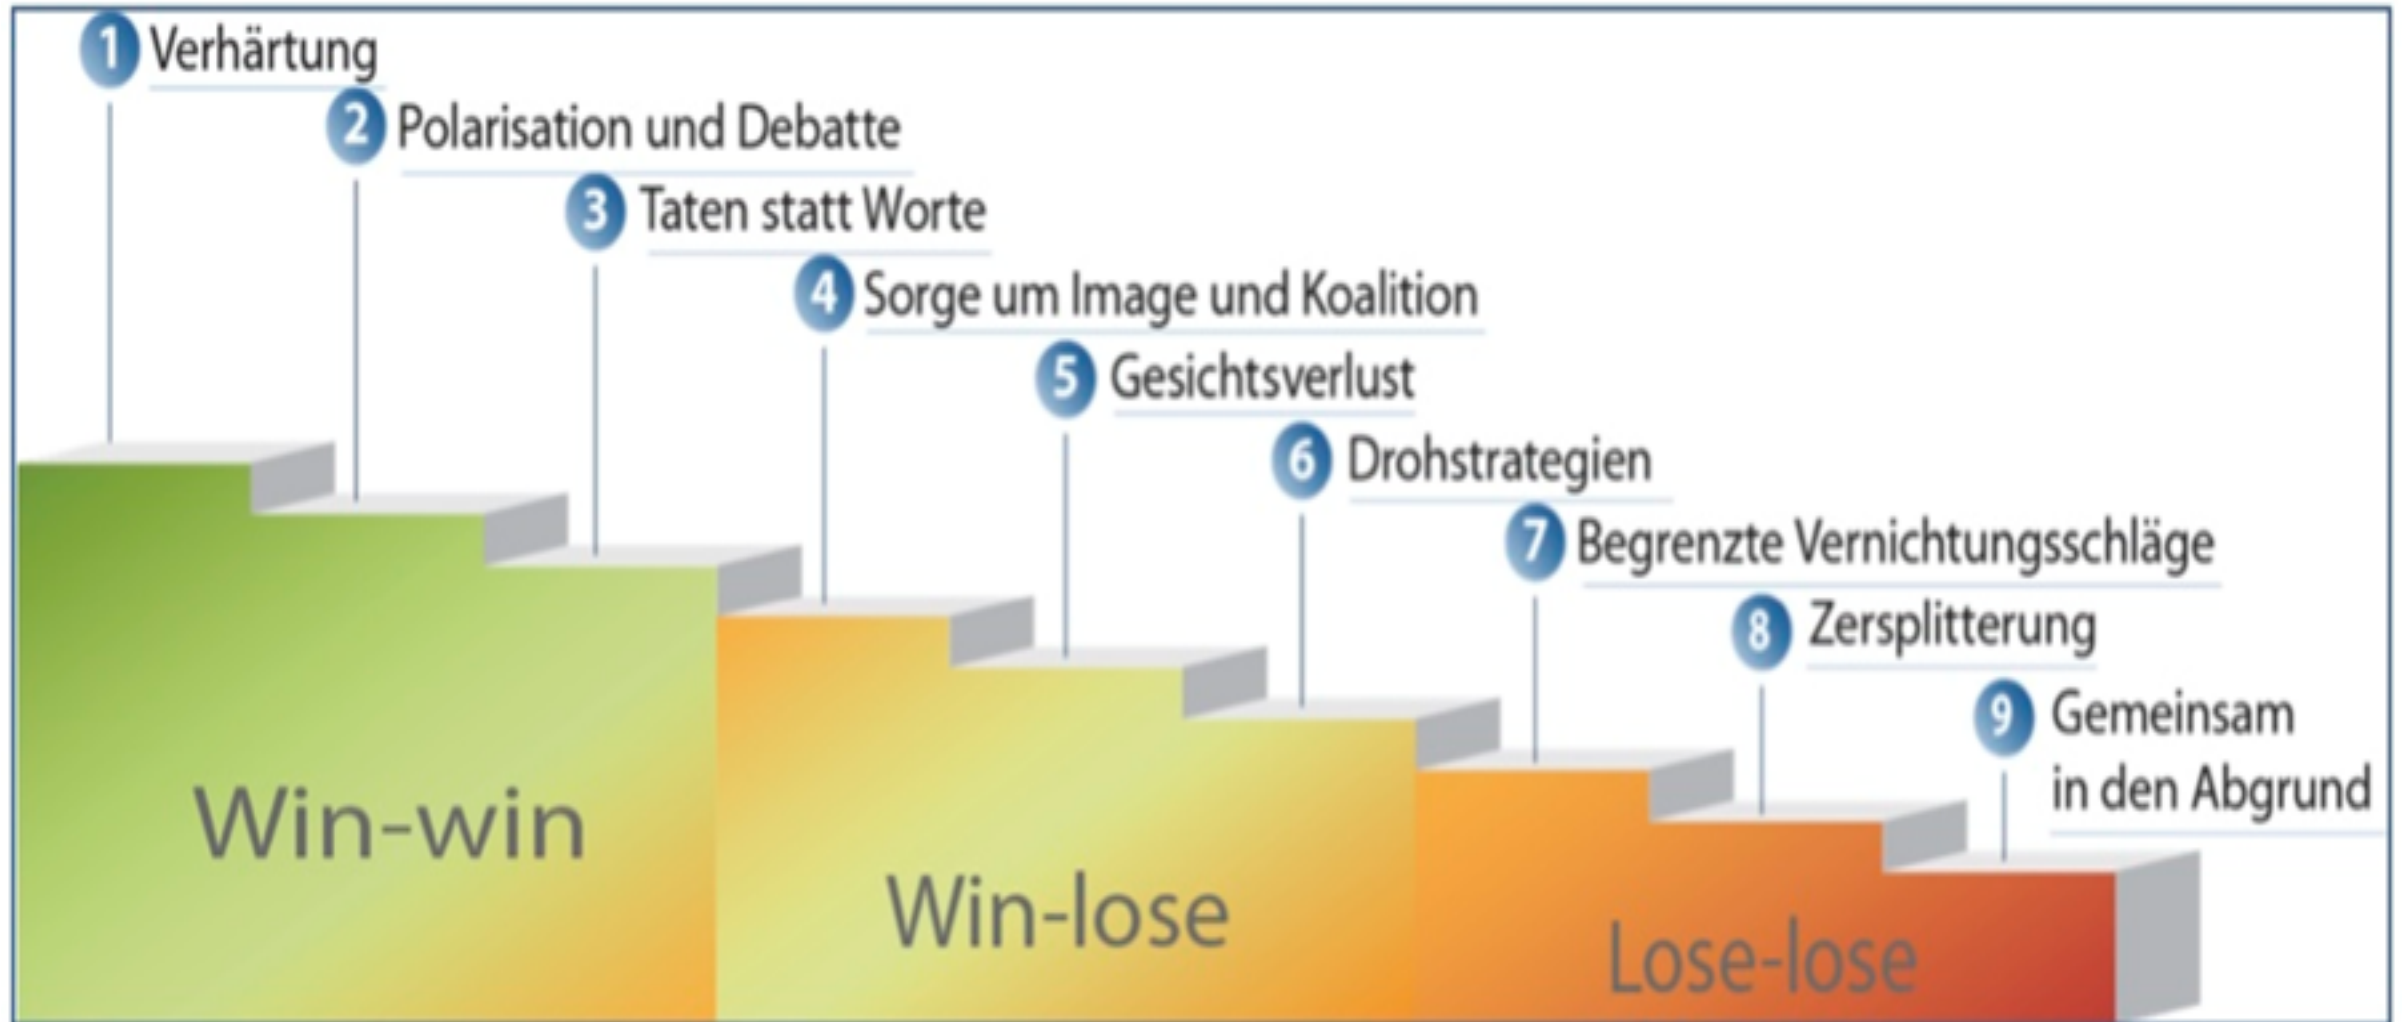 1 Verhärtung
2 Polarisation und Debatte
3 Taten statt Worte
4 Sorge um Image und Koalition
5 Gesichtsverlust
6 Drohstrategien
7 Begrenzte Vernichtungsschläge
8 Zersplitterung
9 Gemeinsam
in den Abgrund
Win-win
Win-lose
Lose-lose